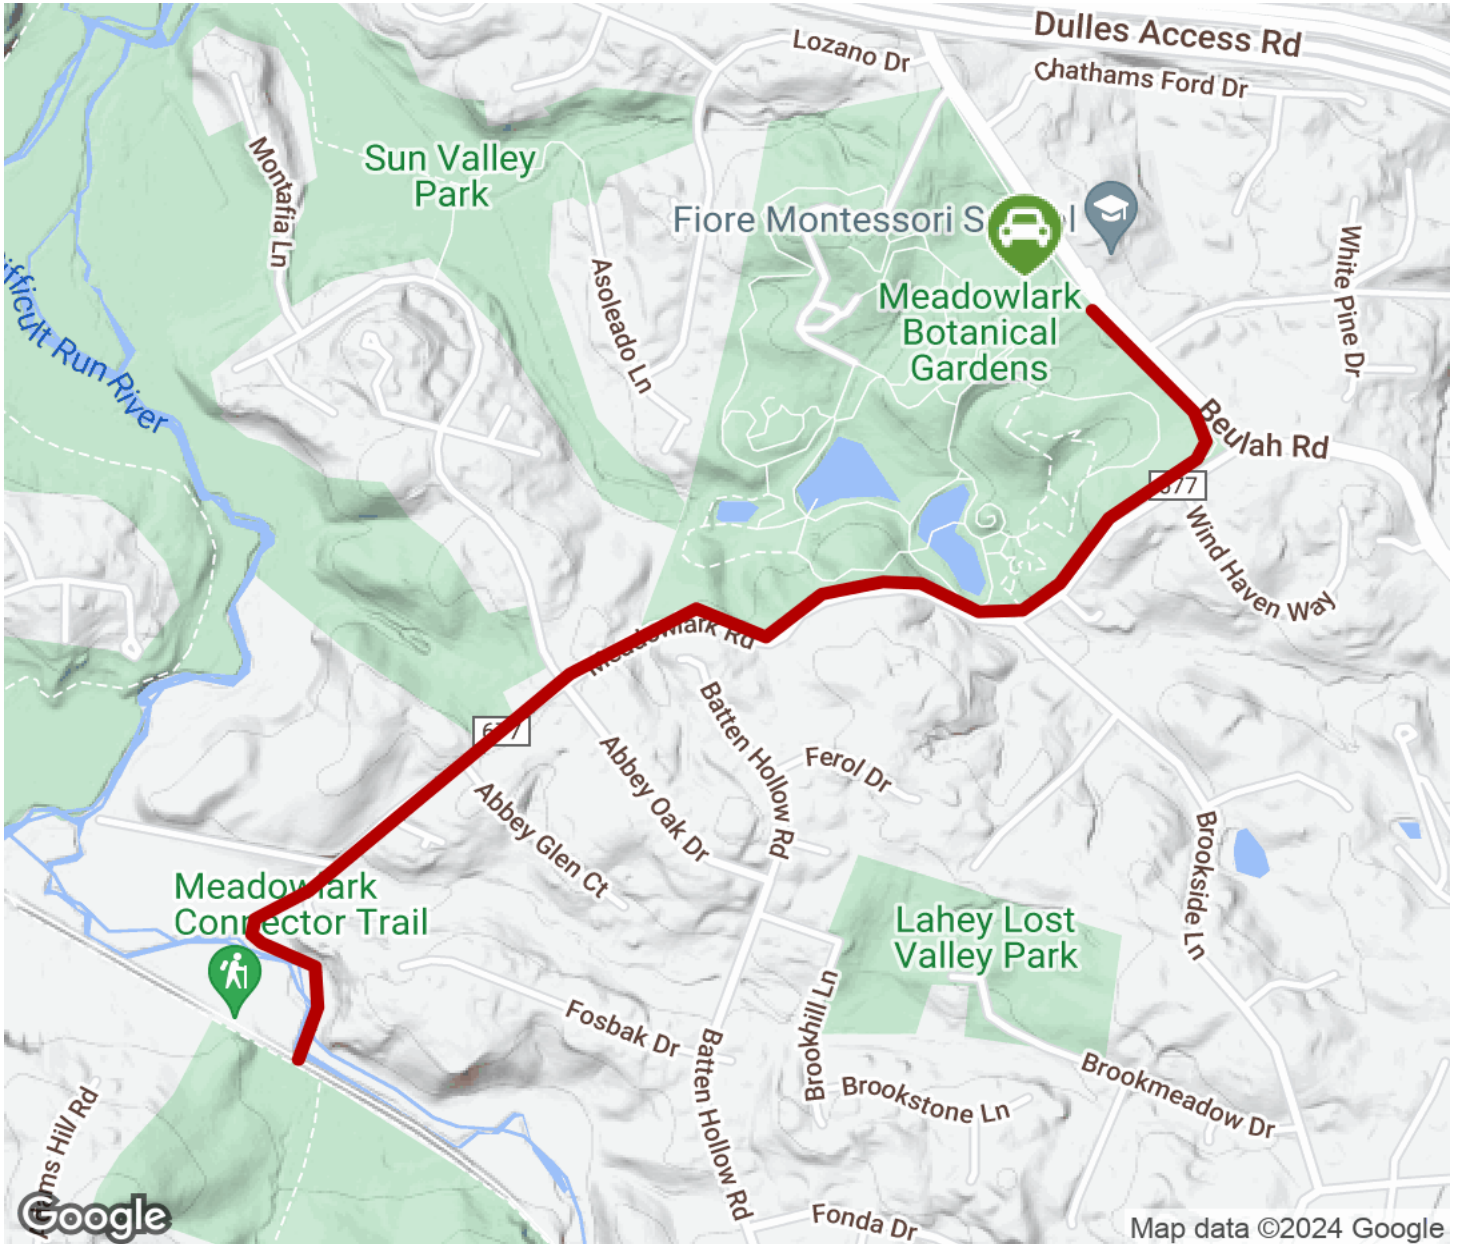 Dulles Access Rd
Lozano Dr
Chathams Ford Dr
Montafia Ln
Sun Valley
Park
Fiore Montessori S l
White Pine Dr
Asoleado Ln
Meadowlark
Botanical
Gardens
ifficult Run River
Beulah Rd
677
Wind Haven Way
Meadowlark Rd
Batten Hollow Rd
677
Abbey Oak Dr
Ferol Dr
Abbey Glen Ct
Brookside Ln
Meadowlark
Connector Trail
Lahey Lost
Valley Park
Fosbak Dr
Brookhill Ln
Batten Hollow Rd
Brookstone Ln
Brookmeadow Dr
Hill Rd
Google
Fonda Dr
Map data ©2024 Google